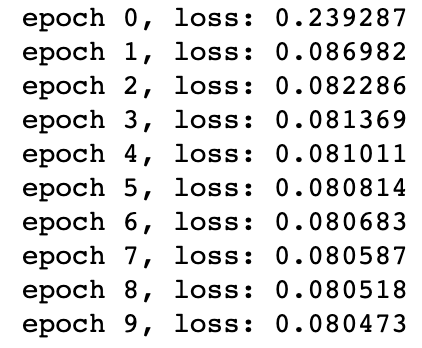 epoch 0, loss: 0.239287
epoch 1, loss: 0.086982
epoch 2, loss: 0.082286
epoch 3, loss: 0.081369
epoch 4, loss: 0.081011
epoch 5, loss: 0.080814
epoch 6, loss: 0.080683
epoch 7, loss: 0.080587
epoch 8, loss: 0.080518
epoch 9, loss: 0.080473